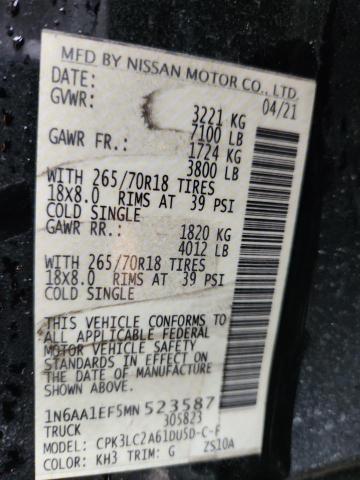 MFD BY NISSAN MOTOR CO., LTD.
DATE: 04/21
GVWR: 3221 KG
7100 LB
GAWR FR.: 1724 KG
3800 LB
WITH 265/70R18 TIRES
18X8.0 RIMS AT 39 PSI
COLD SINGLE
GAWR RR.: 1820 KG
4012 LB
WITH 265/70R18 TIRES
18X8.0 RIMS AT 39 PSI
COLD SINGLE
THIS VEHICLE CONFORMS TO
ALL APPLICABLE FEDERAL
MOTOR VEHICLE SAFETY
STANDARDS IN EFFECT ON
THE DATE OF MANUFACTURE
SHOWN ABOVE.
1N6AA1EF5MN523587
TRUCK 305823
MODEL: CPK3LC2A61DU5D-C-F
COLOR: KH3 TRIM: G ZS10A